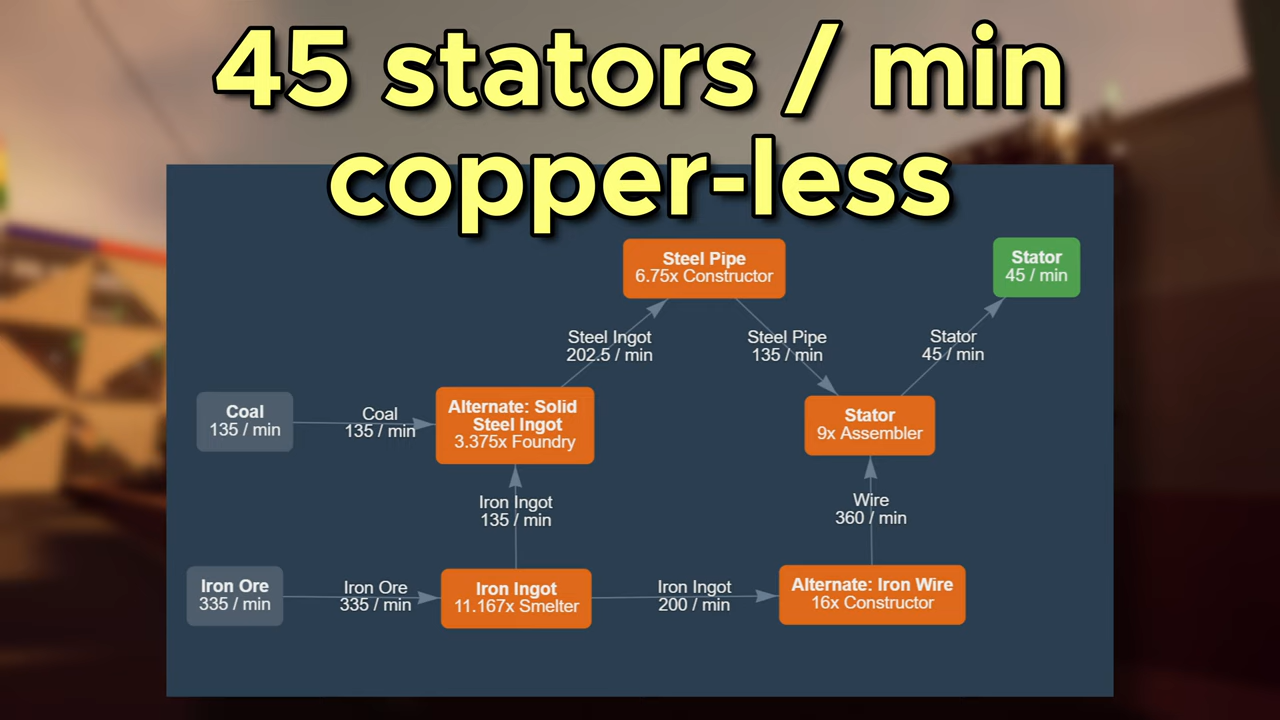 45 stators / min
copper-less
Steel Pipe
6.75x Constructor
Stator
45 / min
Steel Ingot
202.5 / min
Steel Pipe
135 / min
Stator
45 / min
Coal
135 / min
Coal
135 / min
Alternate: Solid
Steel Ingot
3.375x Foundry
Stator
9x Assembler
Iron Ingot
135 / min
Wire
360 / min
Iron Ore
335 / min
Iron Ore
335 / min
Iron Ingot
11.167x Smelter
Iron Ingot
200 / min
Alternate: Iron Wire
16x Constructor